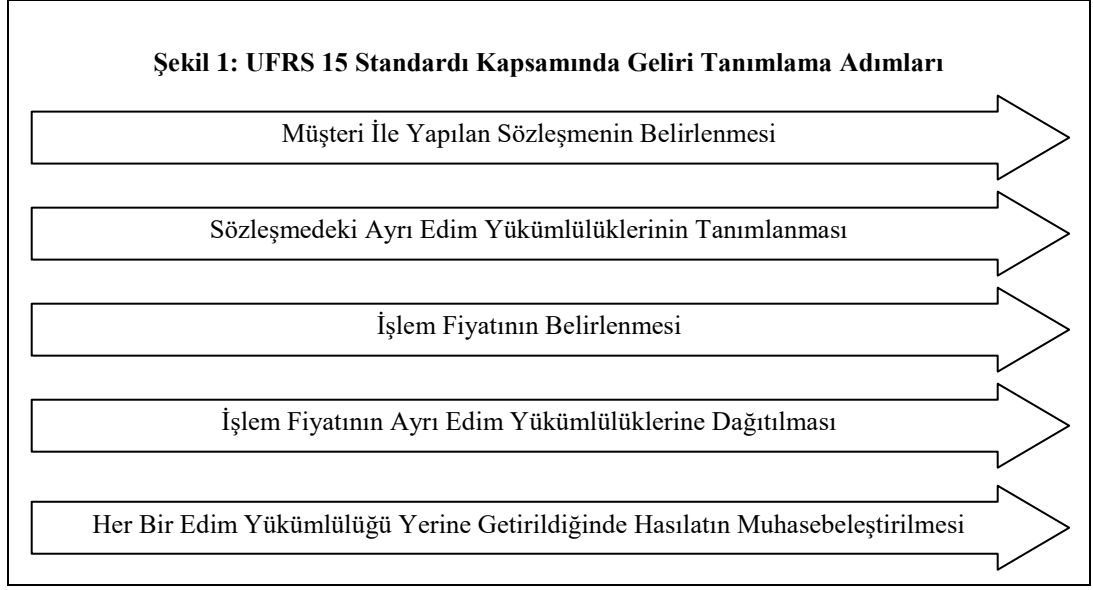 Şekil 1: UFRS 15 Standardı Kapsamında Geliri Tanımlama Adımları
Müşteri İle Yapılan Sözleşmenin Belirlenmesi
Sözleşmedeki Ayrı Edim Yükümlülüklerinin Tanımlanması
İşlem Fiyatının Belirlenmesi
İşlem Fiyatının Ayrı Edim Yükümlülüklerine Dağıtılması
Her Bir Edim Yükümlülüğü Yerine Getirildiğinde Hasılatın Muhasebeleştirilmesi